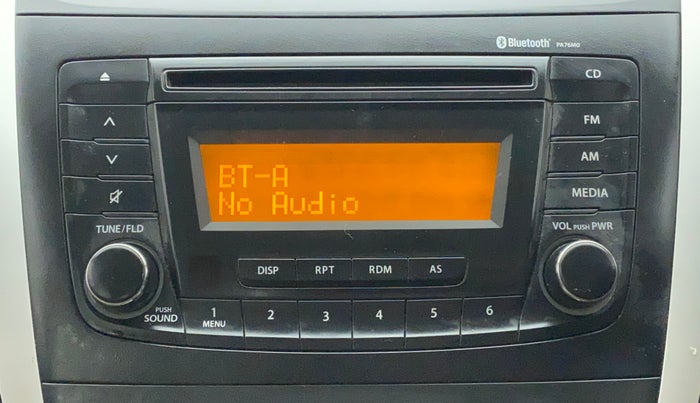 Bluetooth PA76M0
CD
FM
AM
MEDIA
BT-A
No Audio
TUNE/FLD
VOL PUSH PWR
DISP RPT RDM AS
PUSH
SOUND
1 2 3 4 5 6
MENU